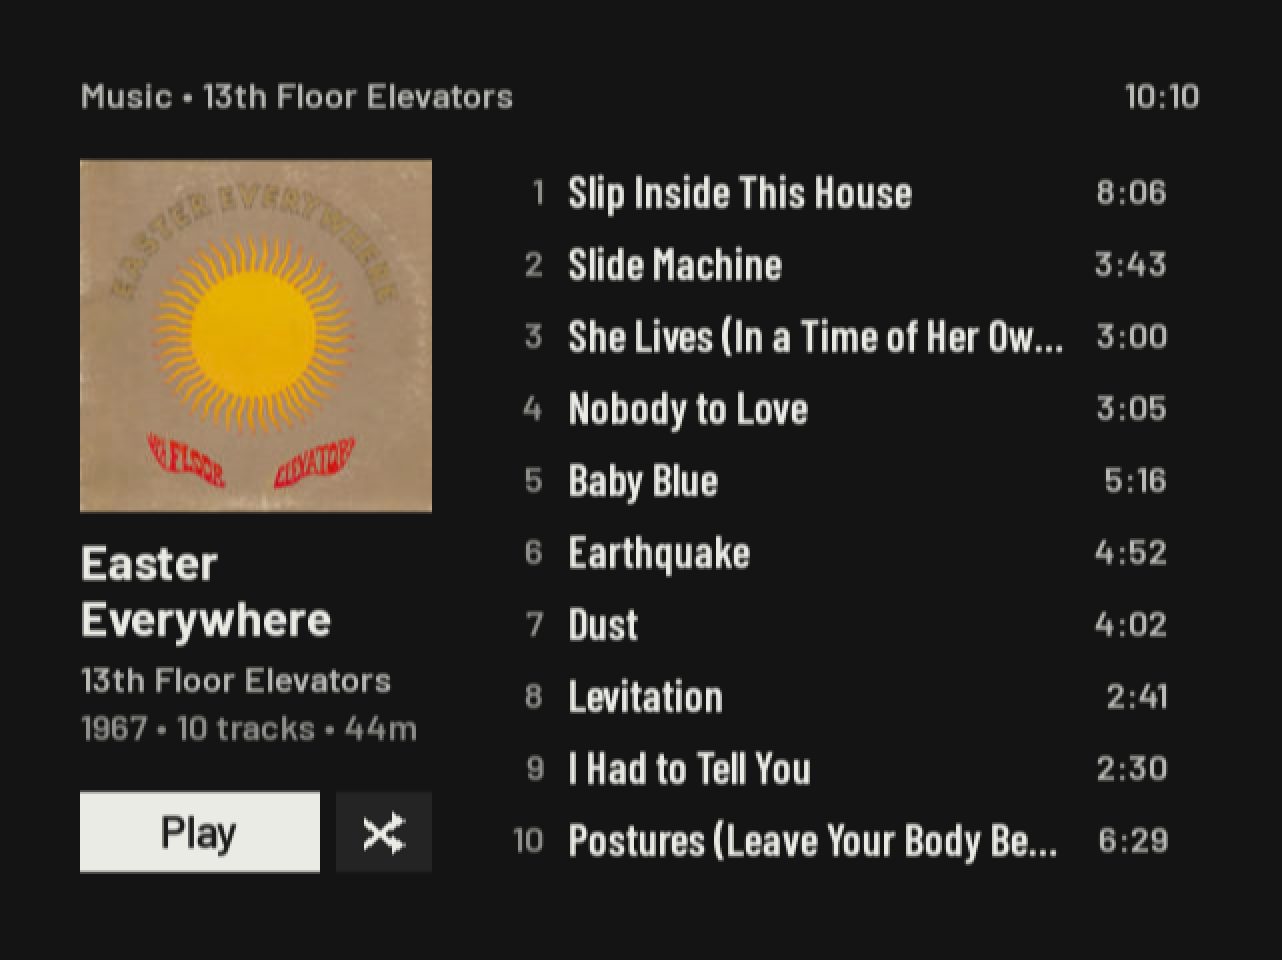 Music • 13th Floor Elevators
10:10
EASTER EVERYWHERE
FLOOR
ELEVATORS
Easter
Everywhere
13th Floor Elevators
1967 • 10 tracks • 44m
Play
1 Slip Inside This House 8:06
2 Slide Machine 3:43
3 She Lives (In a Time of Her Ow... 3:00
4 Nobody to Love 3:05
5 Baby Blue 5:16
6 Earthquake 4:52
7 Dust 4:02
8 Levitation 2:41
9 I Had to Tell You 2:30
10 Postures (Leave Your Body Be... 6:29